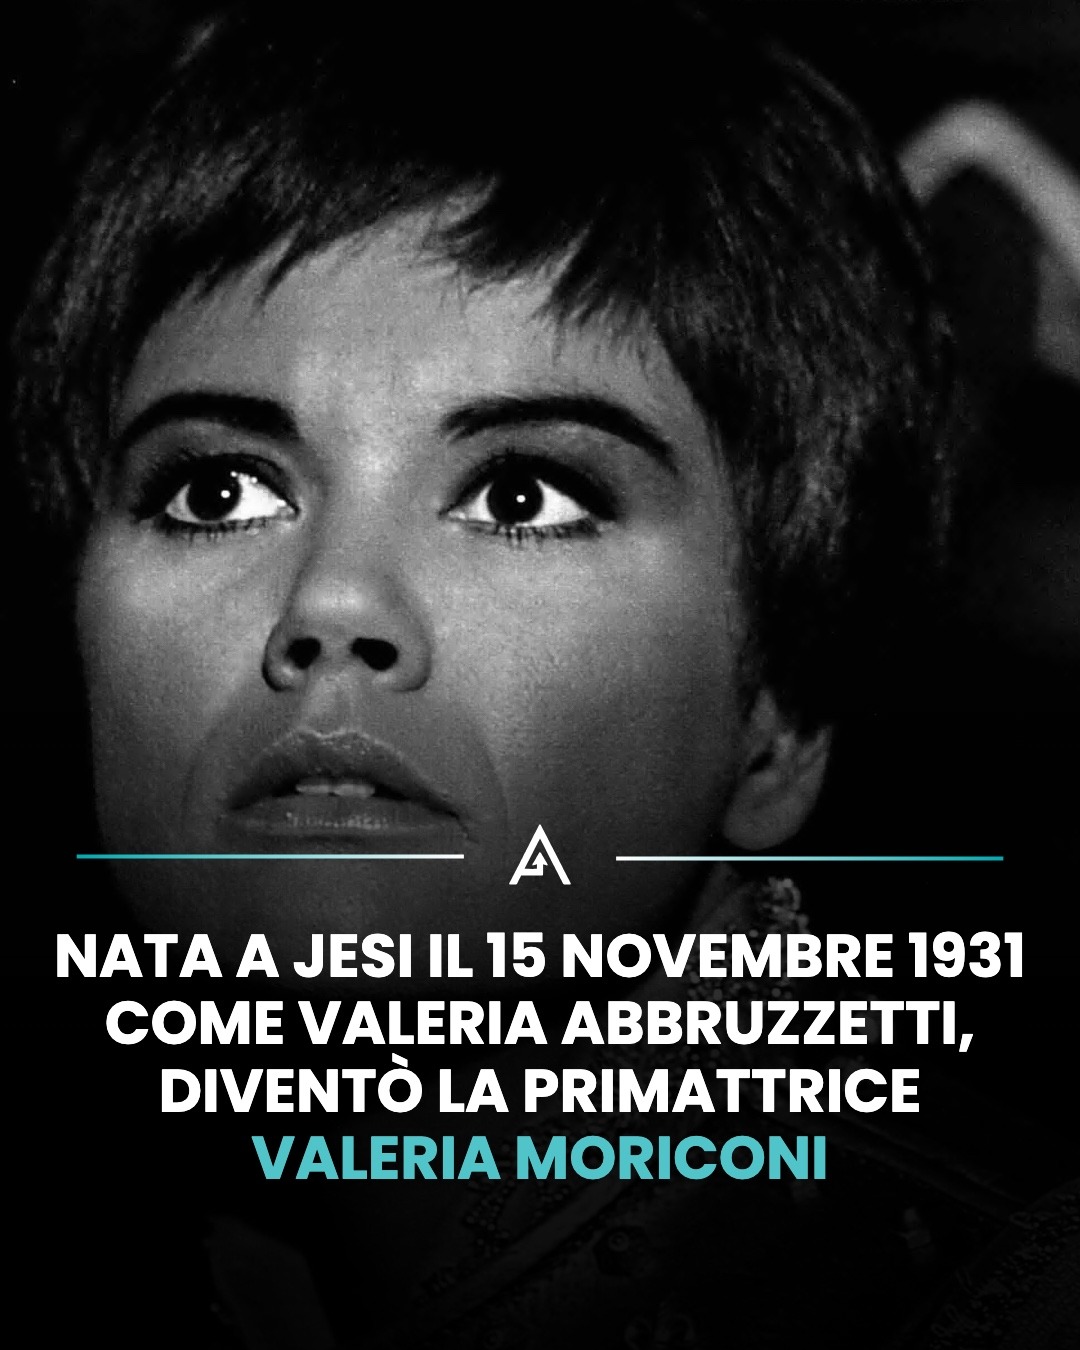 NATA A JESI IL 15 NOVEMBRE 1931
COME VALERIA ABBRUZZETTI,
DIVENTÒ LA PRIMATTRICE
VALERIA MORICONI